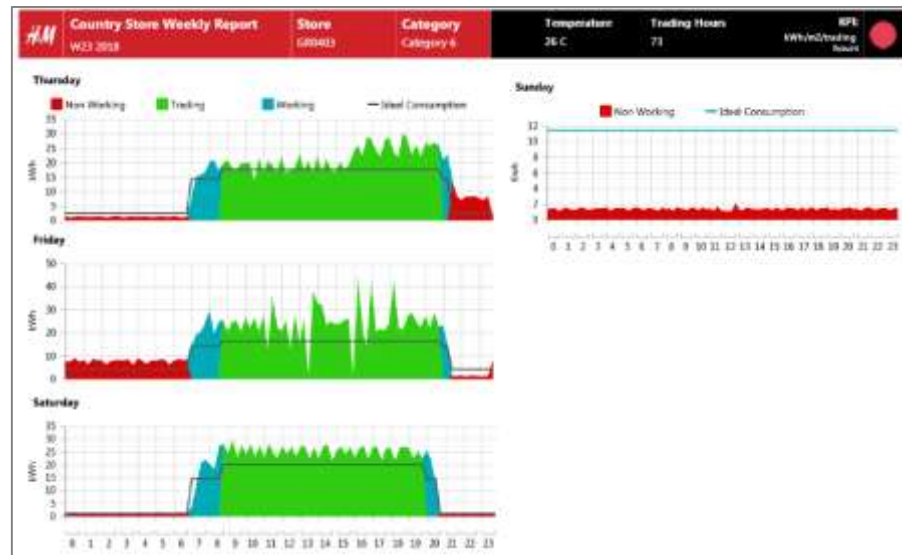 H&M
Country Store Weekly Report
W23 2018
Store
GR0403
Category
Category 6
Temperature
26 C
Trading Hours
73
KPI:
kWh/m2/trading
hours
Thursday
Non Working Trading Working Ideal Consumption
35
30
25
20
15
10
5
0
kWh
Friday
50
40
30
20
10
0
kWh
Saturday
35
30
25
20
15
10
5
0
kWh
0 1 2 3 4 5 6 7 8 9 10 11 12 13 14 15 16 17 18 19 20 21 22 23
Sunday
Non Working Ideal Consumption
12
10
8
6
4
2
0
0 1 2 3 4 5 6 7 8 9 10 11 12 13 14 15 16 17 18 19 20 21 22 23